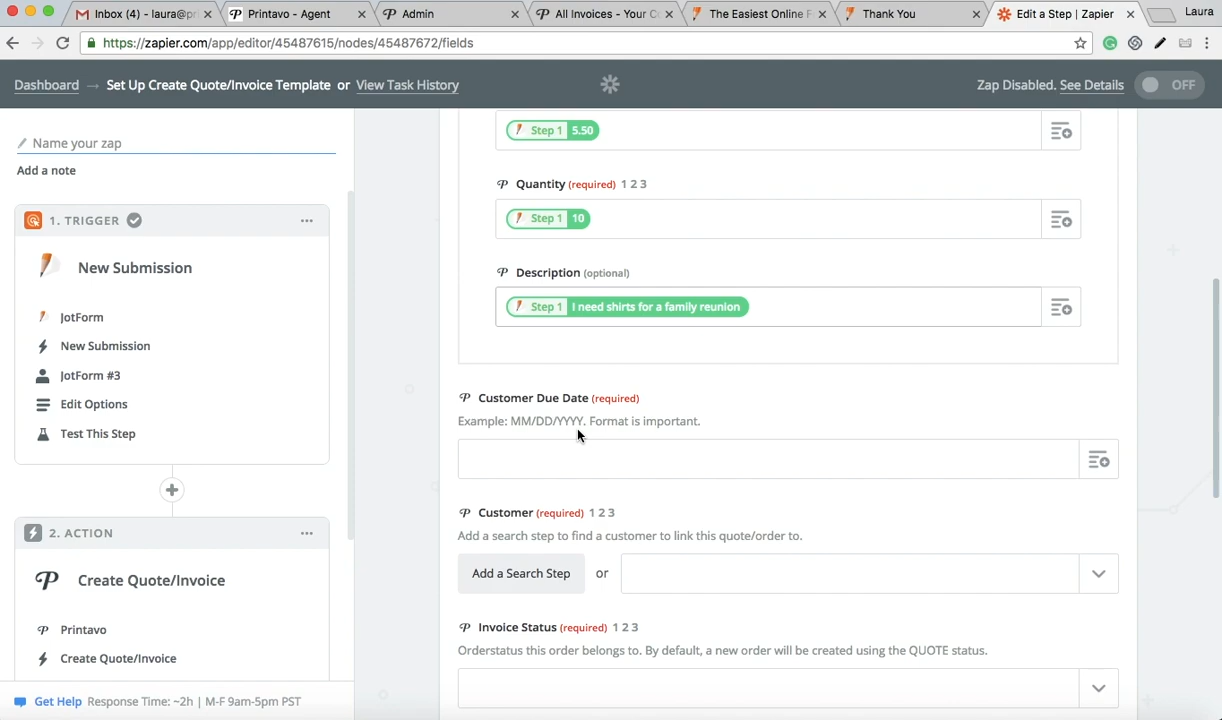 Inbox (4) - laura@pri
Printavo - Agent
Admin
All Invoices - Your Cu
The Easiest Online F
Thank You
Edit a Step | Zapier
Laura
https://zapier.com/app/editor/45487615/nodes/45487672/fields
Dashboard → Set Up Create Quote/Invoice Template or View Task History
Zap Disabled. See Details
OFF
Name your zap
Add a note
1. TRIGGER
New Submission
JotForm
New Submission
JotForm #3
Edit Options
Test This Step
2. ACTION
Create Quote/Invoice
Printavo
Create Quote/Invoice
Get Help Response Time: ~2h | M-F 9am-5pm PST
Step 1 5.50
Quantity (required) 1 2 3
Step 1 10
Description (optional)
Step 1 I need shirts for a family reunion
Customer Due Date (required)
Example: MM/DD/YYYY. Format is important.
Customer (required) 1 2 3
Add a search step to find a customer to link this quote/order to.
Add a Search Step or
Invoice Status (required) 1 2 3
Orderstatus this order belongs to. By default, a new order will be created using the QUOTE status.